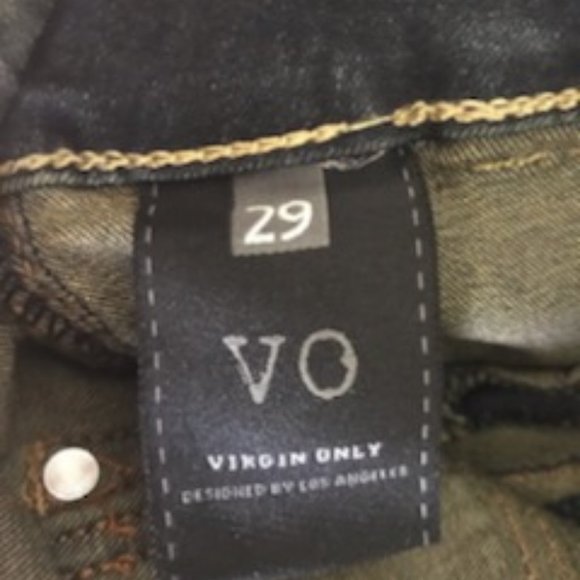 29
VO
VIRGIN ONLY
DESIGNED BY LOS ANGELES